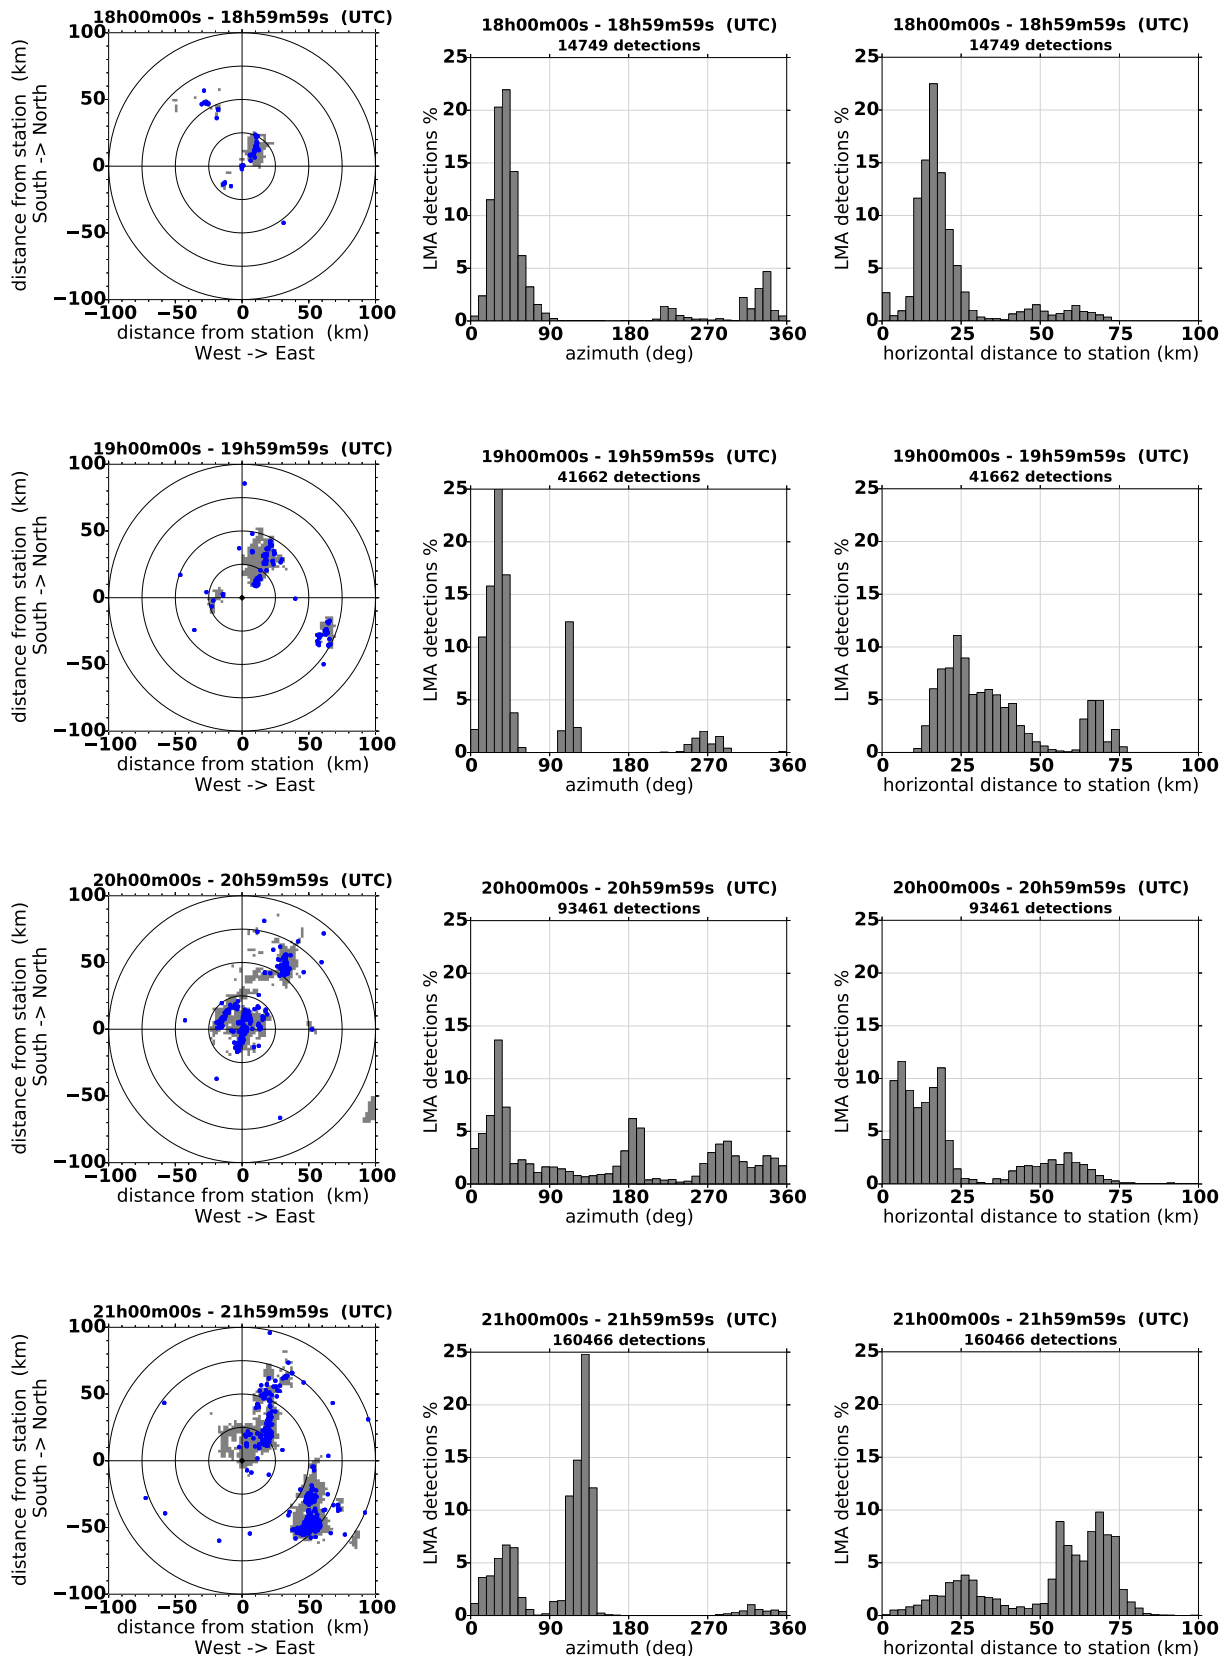 18h00m00s - 18h59m59s (UTC)
distance from station (km)
South -> North
100
50
0
−50
−100
−100 −50 0 50 100
distance from station (km)
West -> East
18h00m00s - 18h59m59s (UTC)
14749 detections
LMA detections %
25
20
15
10
5
0
0 90 180 270 360
azimuth (deg)
18h00m00s - 18h59m59s (UTC)
14749 detections
LMA detections %
25
20
15
10
5
0
0 25 50 75 100
horizontal distance to station (km)
19h00m00s - 19h59m59s (UTC)
distance from station (km)
South -> North
100
50
0
−50
−100
−100 −50 0 50 100
distance from station (km)
West -> East
19h00m00s - 19h59m59s (UTC)
41662 detections
LMA detections %
25
20
15
10
5
0
0 90 180 270 360
azimuth (deg)
19h00m00s - 19h59m59s (UTC)
41662 detections
LMA detections %
25
20
15
10
5
0
0 25 50 75 100
horizontal distance to station (km)
20h00m00s - 20h59m59s (UTC)
distance from station (km)
South -> North
100
50
0
−50
−100
−100 −50 0 50 100
distance from station (km)
West -> East
20h00m00s - 20h59m59s (UTC)
93461 detections
LMA detections %
25
20
15
10
5
0
0 90 180 270 360
azimuth (deg)
20h00m00s - 20h59m59s (UTC)
93461 detections
LMA detections %
25
20
15
10
5
0
0 25 50 75 100
horizontal distance to station (km)
21h00m00s - 21h59m59s (UTC)
distance from station (km)
South -> North
100
50
0
−50
−100
−100 −50 0 50 100
distance from station (km)
West -> East
21h00m00s - 21h59m59s (UTC)
160466 detections
LMA detections %
25
20
15
10
5
0
0 90 180 270 360
azimuth (deg)
21h00m00s - 21h59m59s (UTC)
160466 detections
LMA detections %
25
20
15
10
5
0
0 25 50 75 100
horizontal distance to station (km)